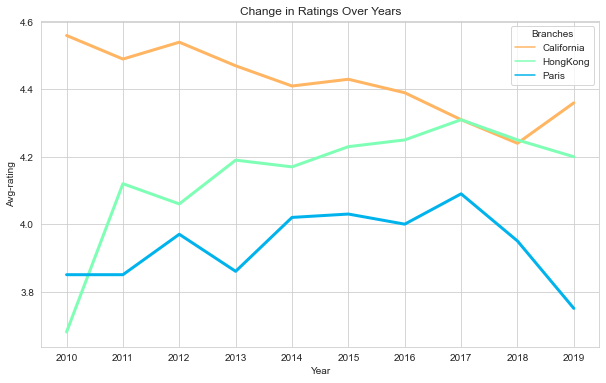 Change in Ratings Over Years
Branches
California
HongKong
Paris
4.6
4.4
4.2
4.0
3.8
Avg-rating
2010 2011 2012 2013 2014 2015 2016 2017 2018 2019
Year